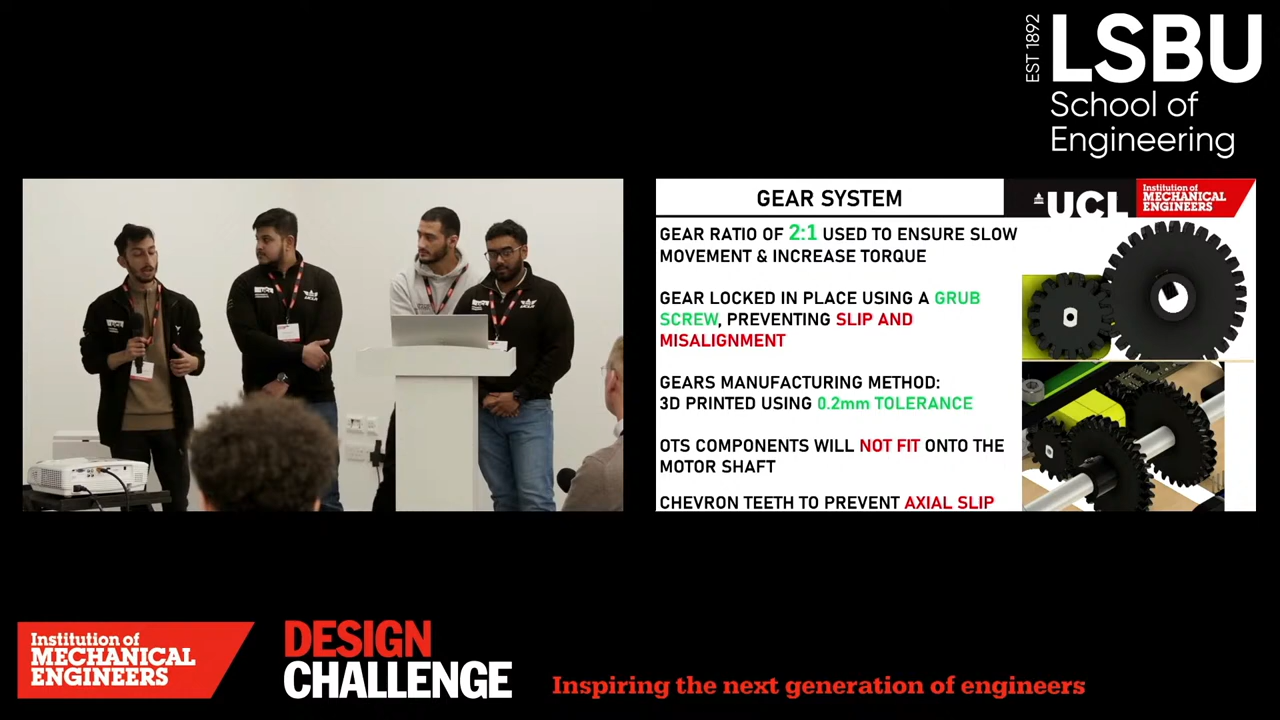 EST 1892
LSBU
School of
Engineering
GEAR SYSTEM
UCL
Institution of
MECHANICAL
ENGINEERS
GEAR RATIO OF 2:1 USED TO ENSURE SLOW
MOVEMENT & INCREASE TORQUE
GEAR LOCKED IN PLACE USING A GRUB
SCREW, PREVENTING SLIP AND
MISALIGNMENT
GEARS MANUFACTURING METHOD:
3D PRINTED USING 0.2mm TOLERANCE
OTS COMPONENTS WILL NOT FIT ONTO THE
MOTOR SHAFT
CHEVRON TEETH TO PREVENT AXIAL SLIP
Institution of
MECHANICAL
ENGINEERS
DESIGN
CHALLENGE
Inspiring the next generation of engineers